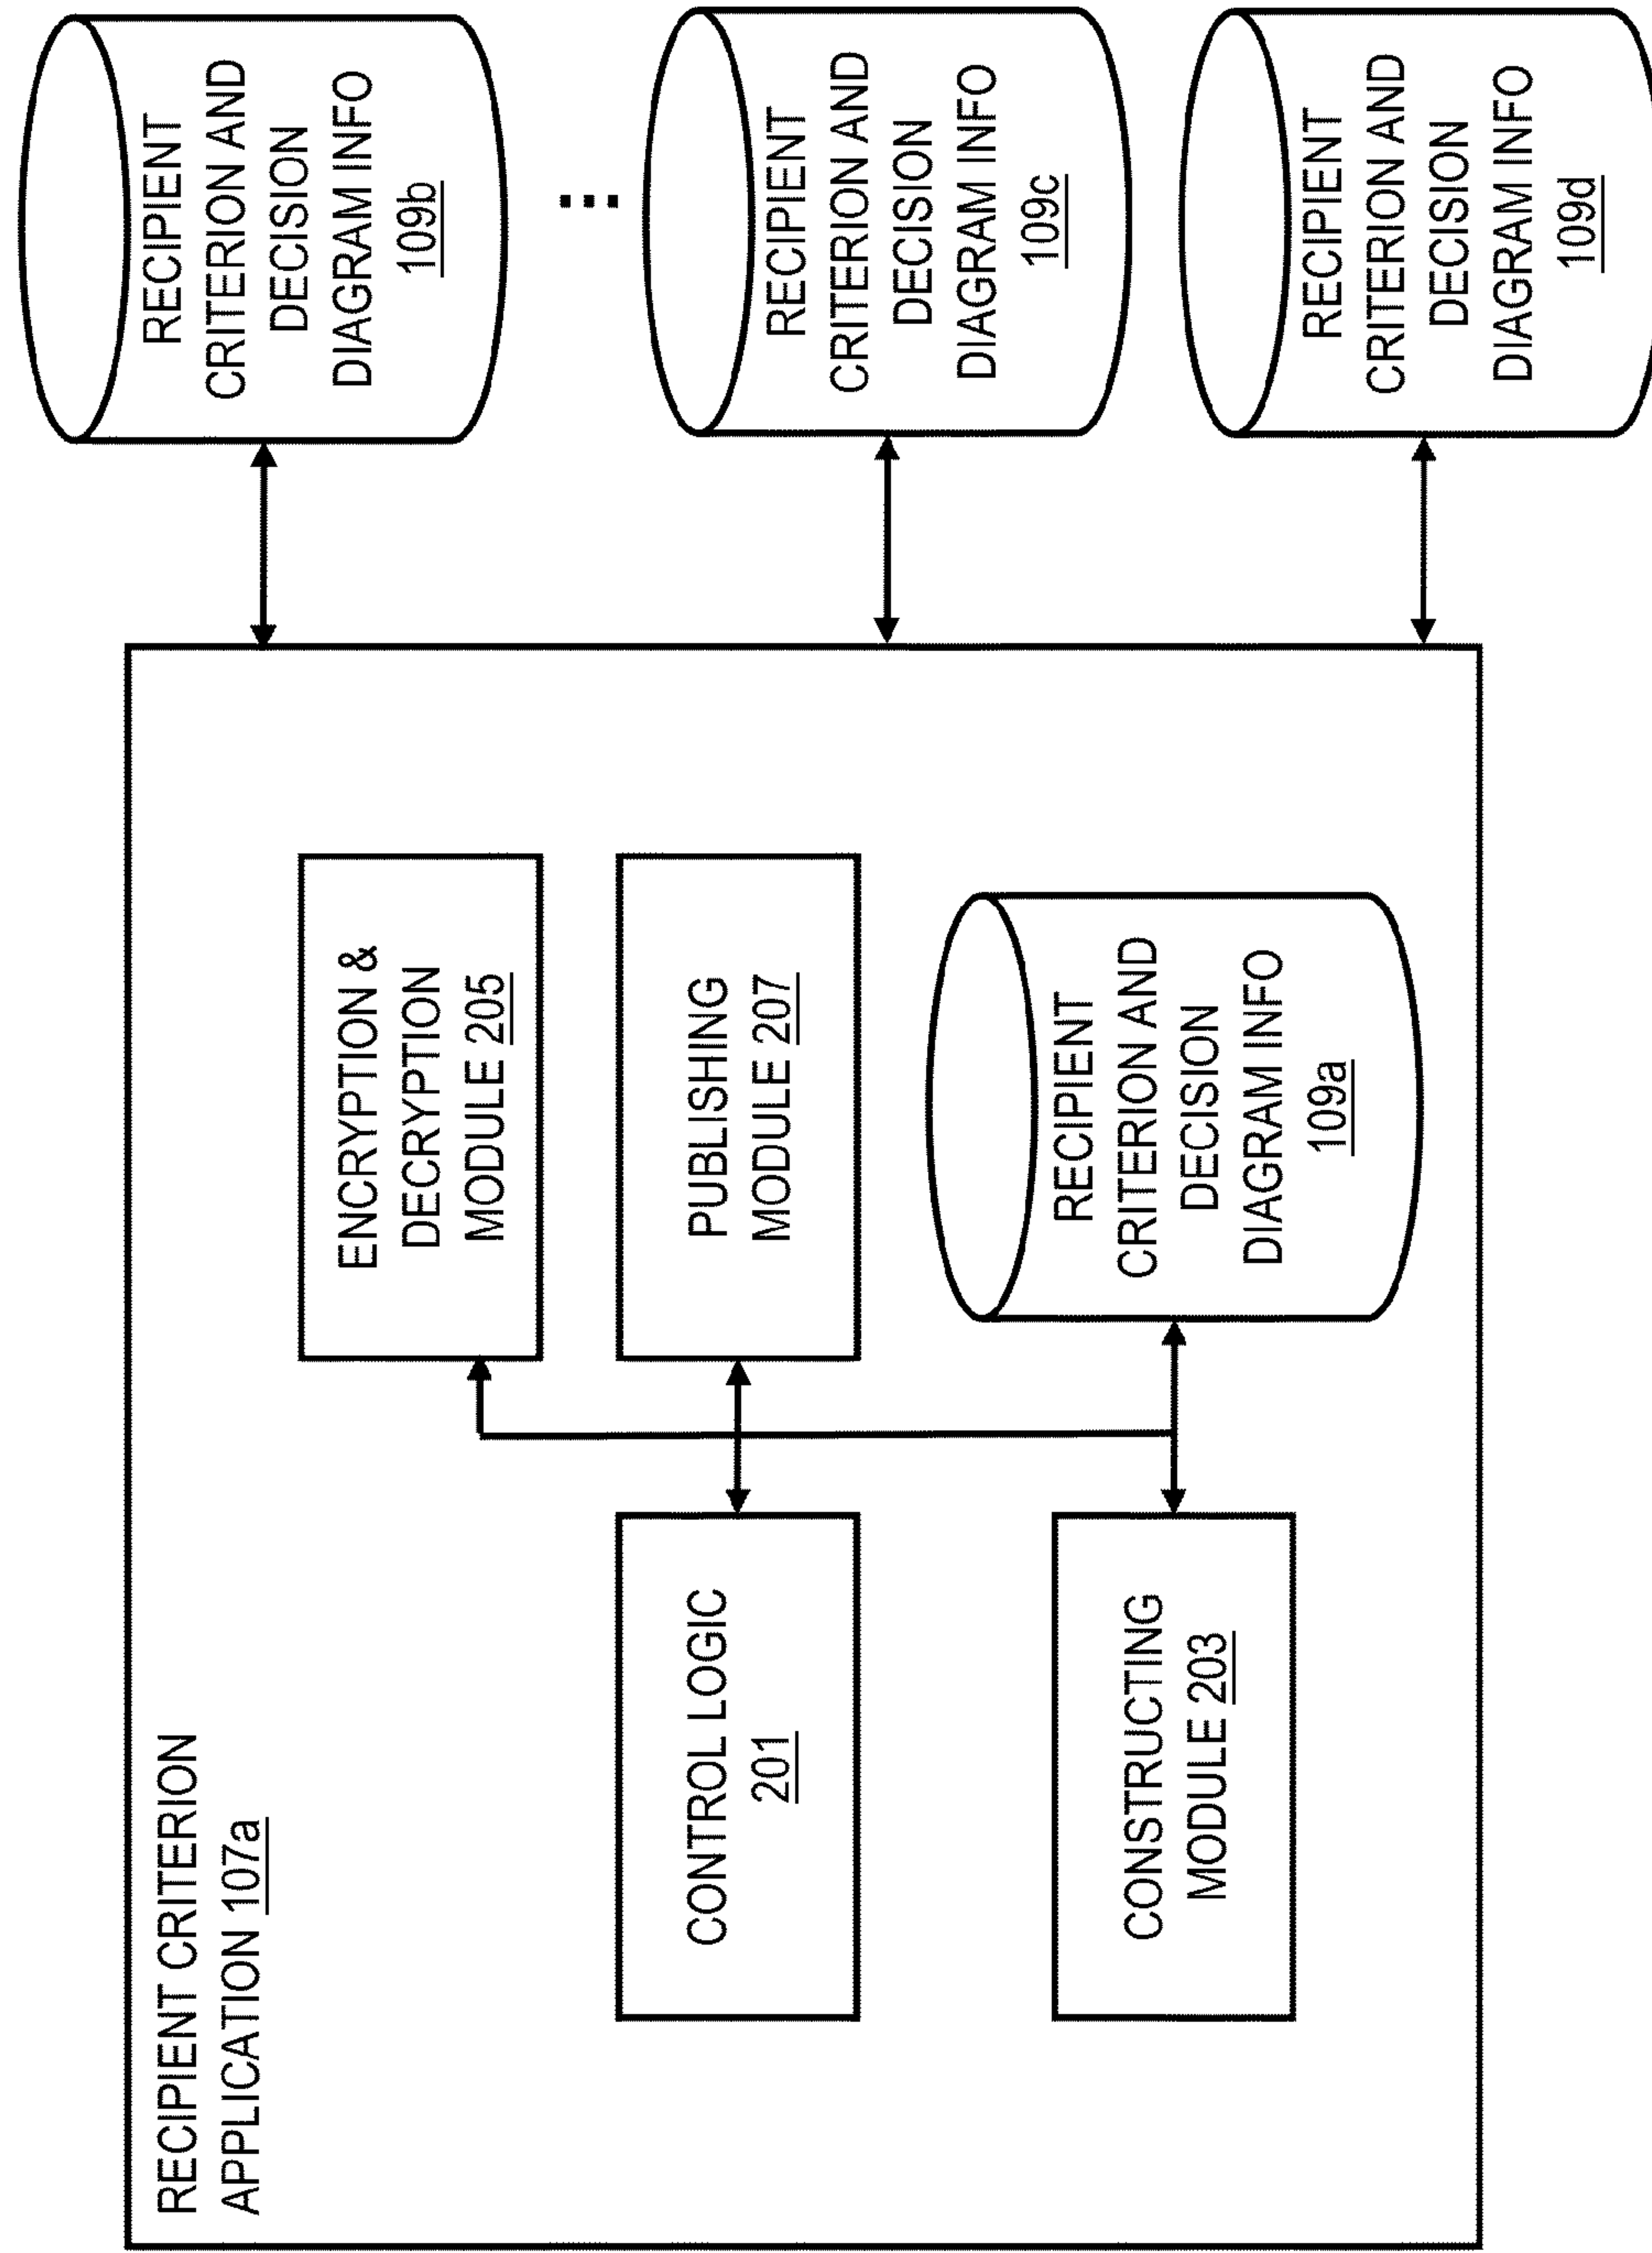 RECIPIENT CRITERION
APPLICATION 107a
CONTROL LOGIC
201
CONSTRUCTING
MODULE 203
ENCRYPTION &
DECRYPTION
MODULE 205
PUBLISHING
MODULE 207
RECIPIENT
CRITERION AND
DECISION
DIAGRAM INFO
109a
RECIPIENT
CRITERION AND
DECISION
DIAGRAM INFO
109b
RECIPIENT
CRITERION AND
DECISION
DIAGRAM INFO
109c
RECIPIENT
CRITERION AND
DECISION
DIAGRAM INFO
109d